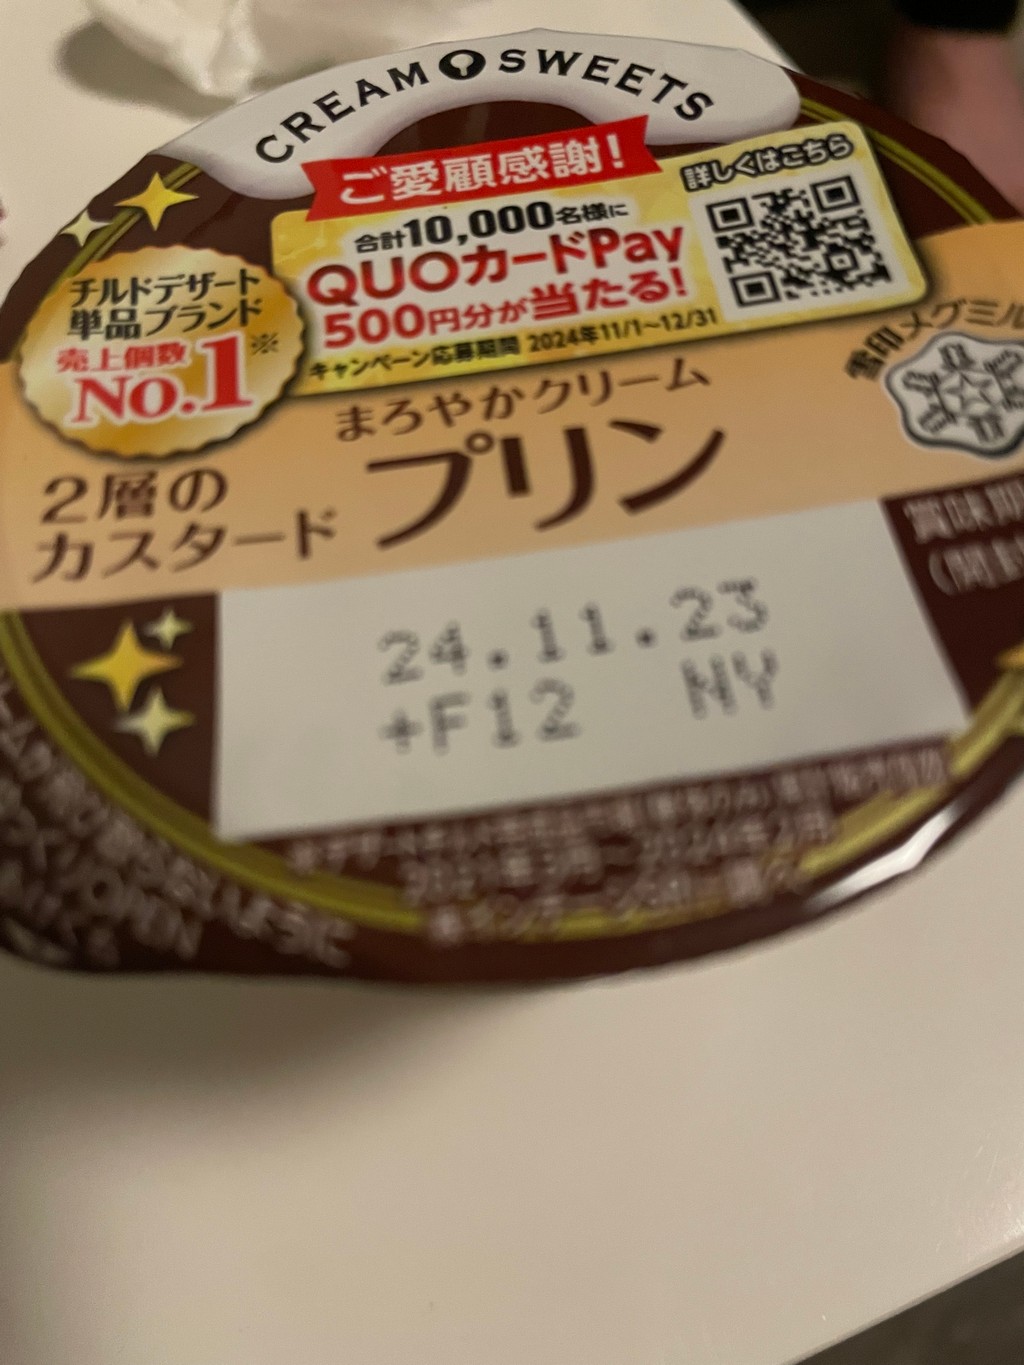 CREAM SWEETS
ご愛顧感謝!
合計10,000名様に
QUOカードPay
500円分が当たる!
キャンペーン応募期間 2024年11/1~12/31
詳しくはこちら
チルドデザート
単品ブランド
売上個数※
No.1
雪印メグミル
まろやかクリーム
プリン
2層の
カスタード
賞味期
(開封
24.11.23
+F12 NY